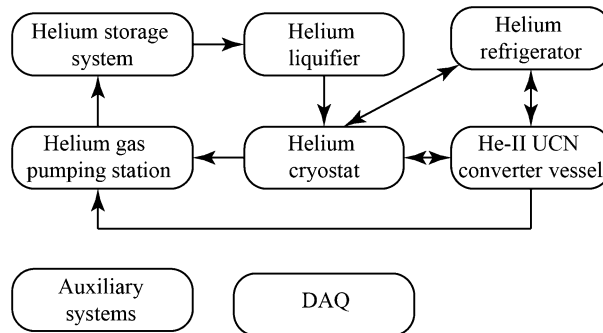 Helium storage
system
Helium
liquifier
Helium
refrigerator
Helium gas
pumping station
Helium
cryostat
He-II UCN
converter vessel
Auxiliary
systems
DAQ